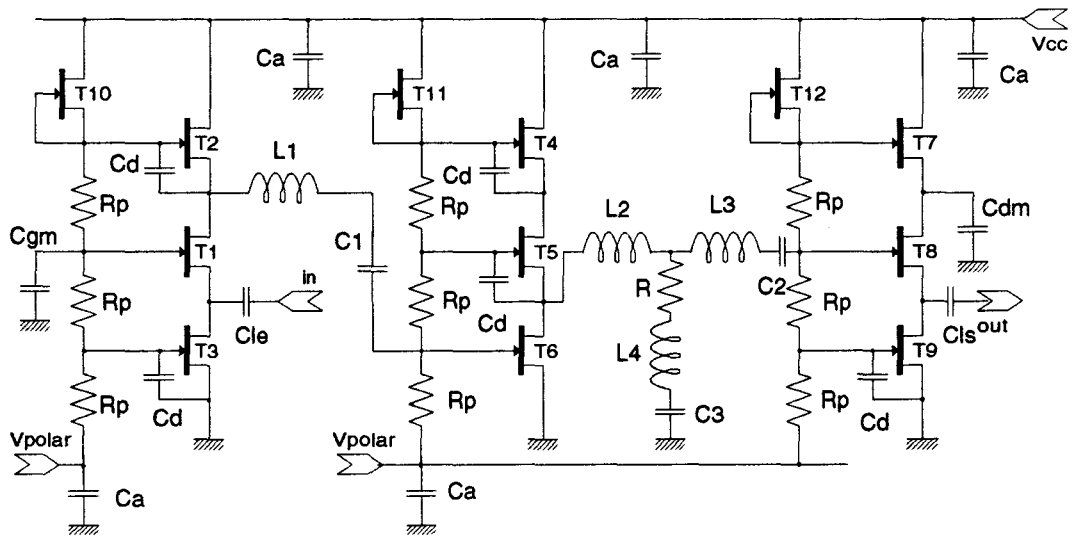 Vcc
Ca
Ca
Ca
T10
T2
Cd
L1
Rp
Cgm
T1
C1
in
Cle
Rp
T3
Rp
Cd
Vpolar
Ca
T11
T4
Cd
Rp
T5
Rp
Cd
T6
Rp
Vpolar
Ca
L2
L3
R
C2
L4
C3
T12
T7
Rp
Cdm
T8
Rp
Cls
out
T9
Rp
Cd